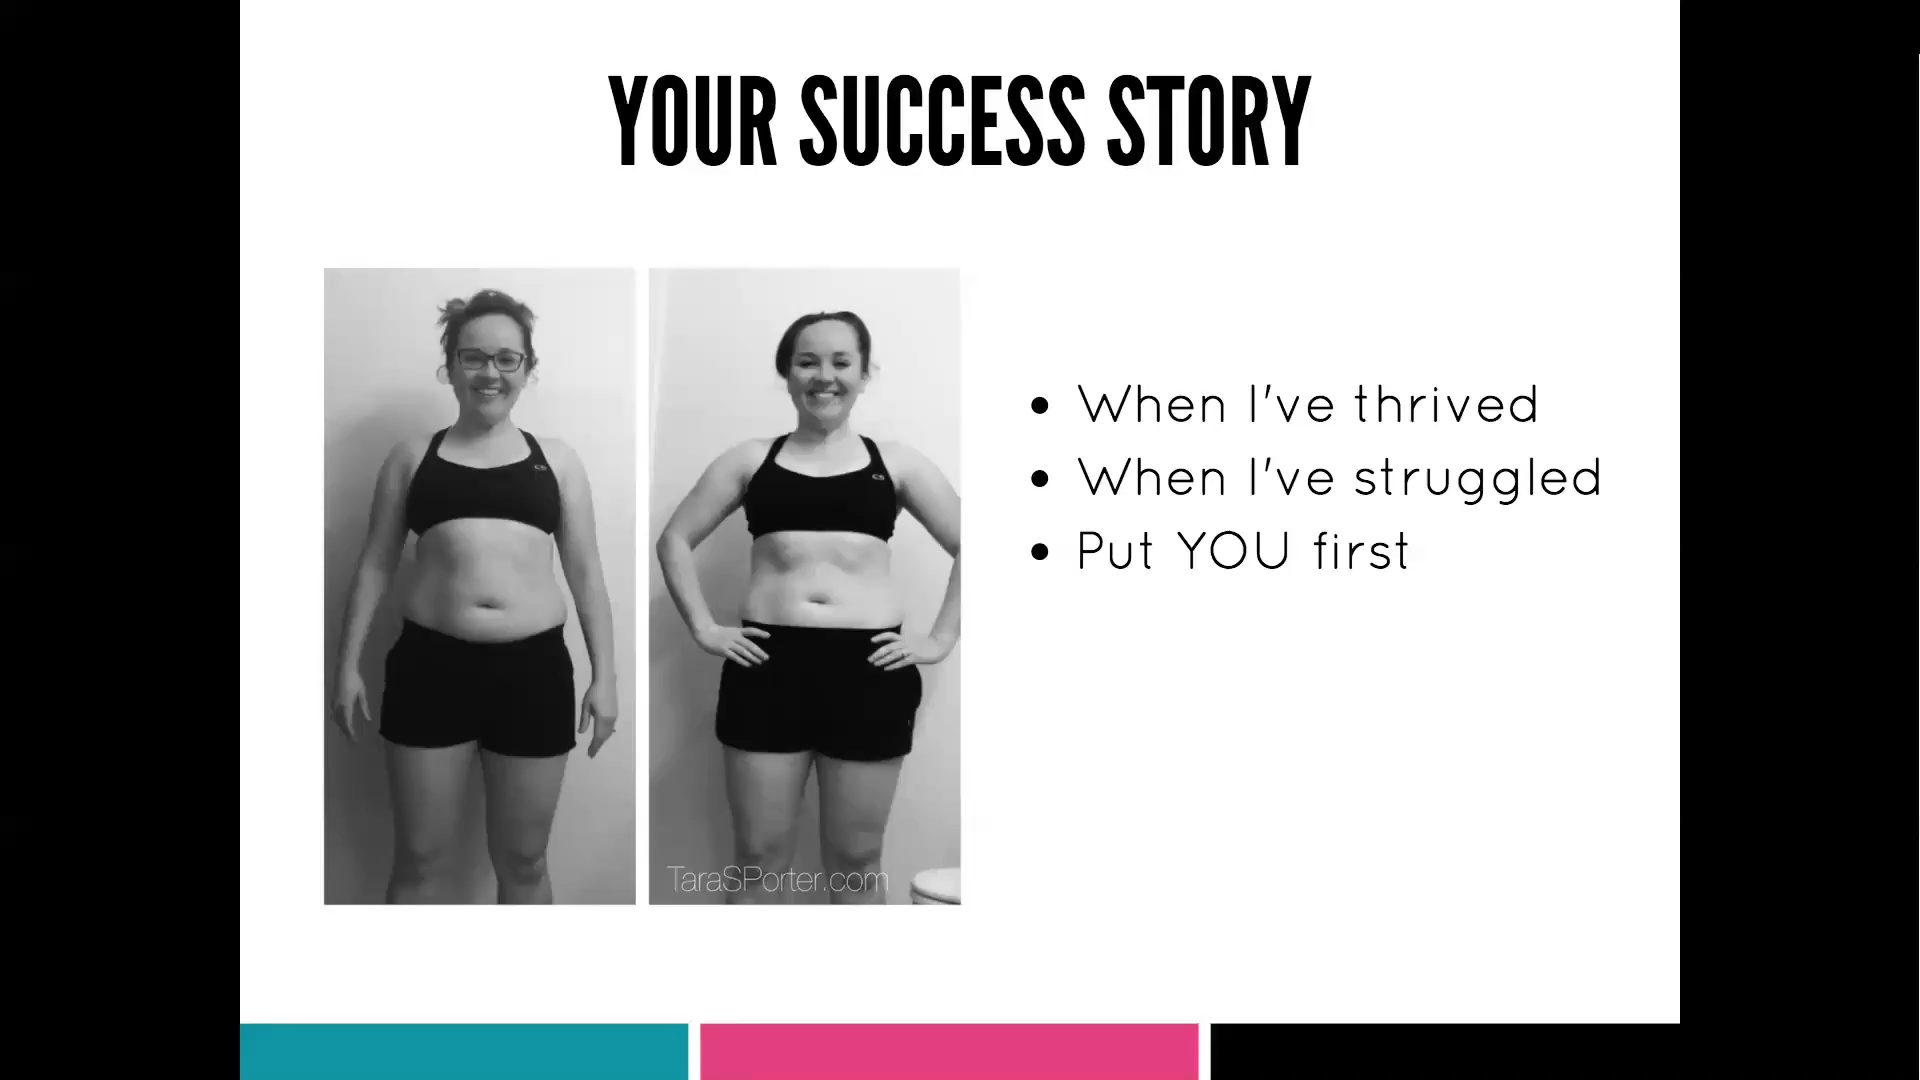 YOUR SUCCESS STORY
• When I've thrived
• When I've struggled
• Put YOU first
TaraSPorter.com